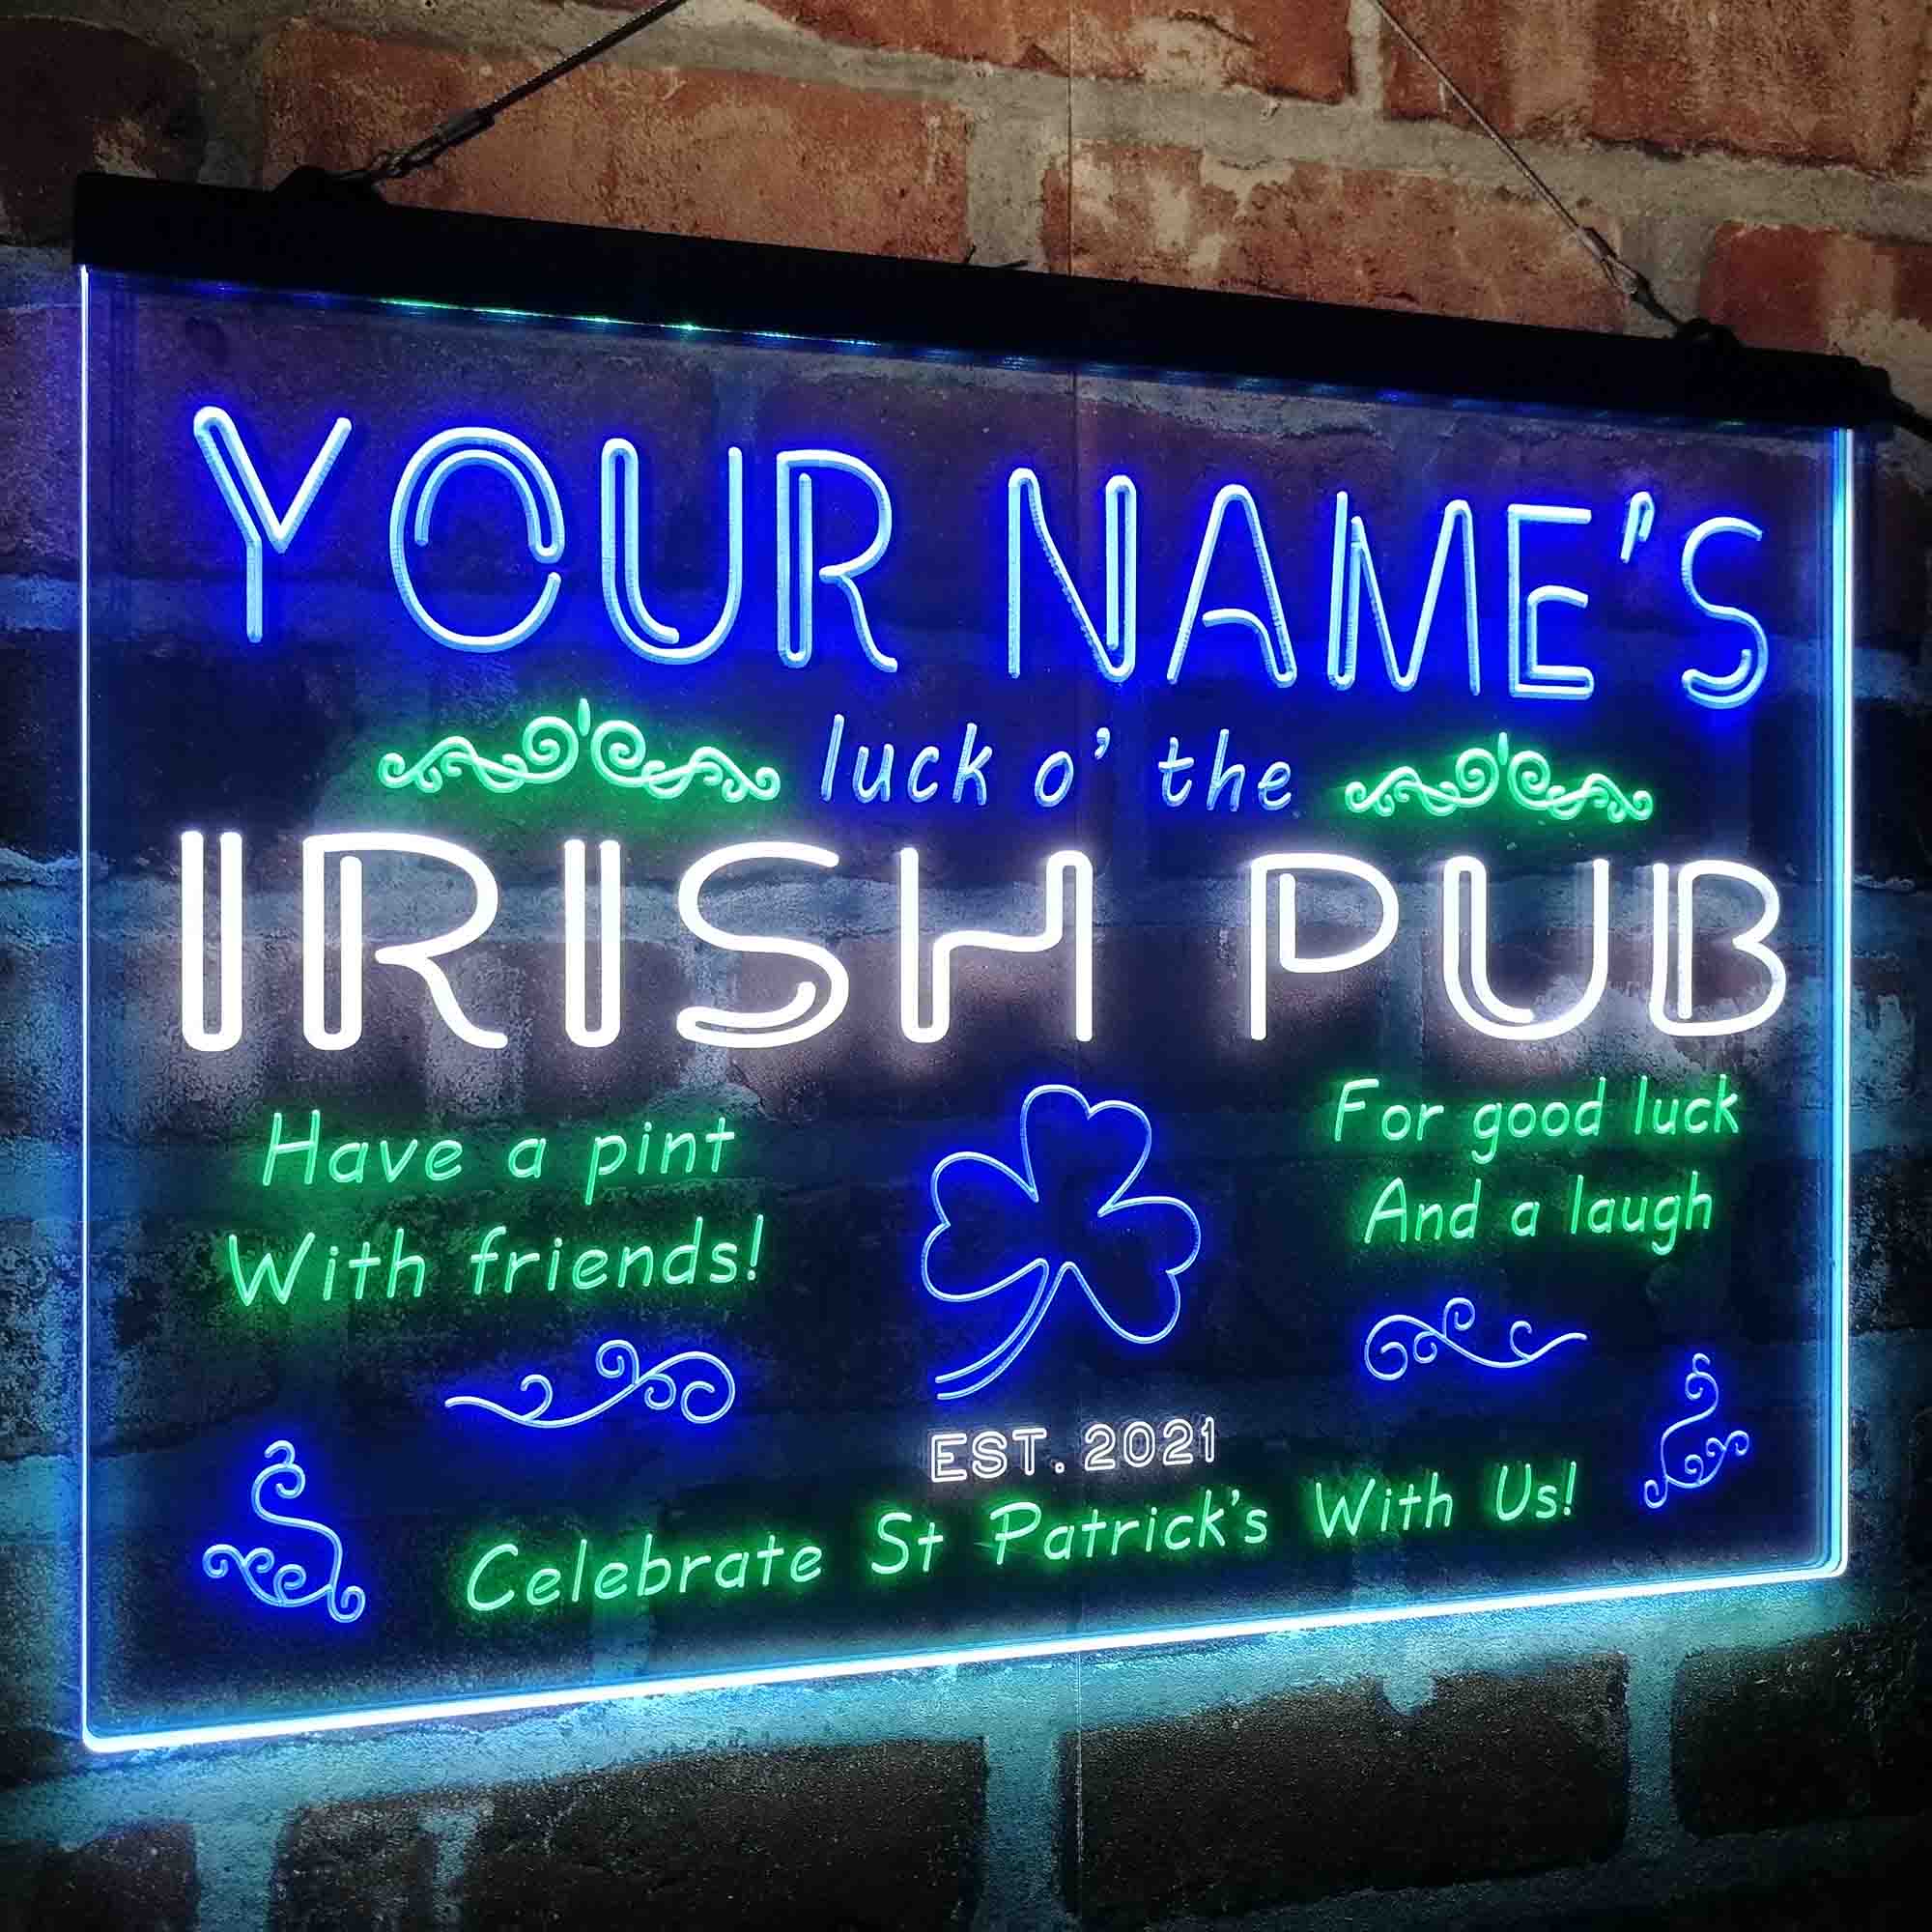 YOUR NAME'S
luck o' the
IRISH PUB
Have a pint
With friends!
For good luck
And a laugh
EST. 2021
Celebrate St Patrick's With Us!